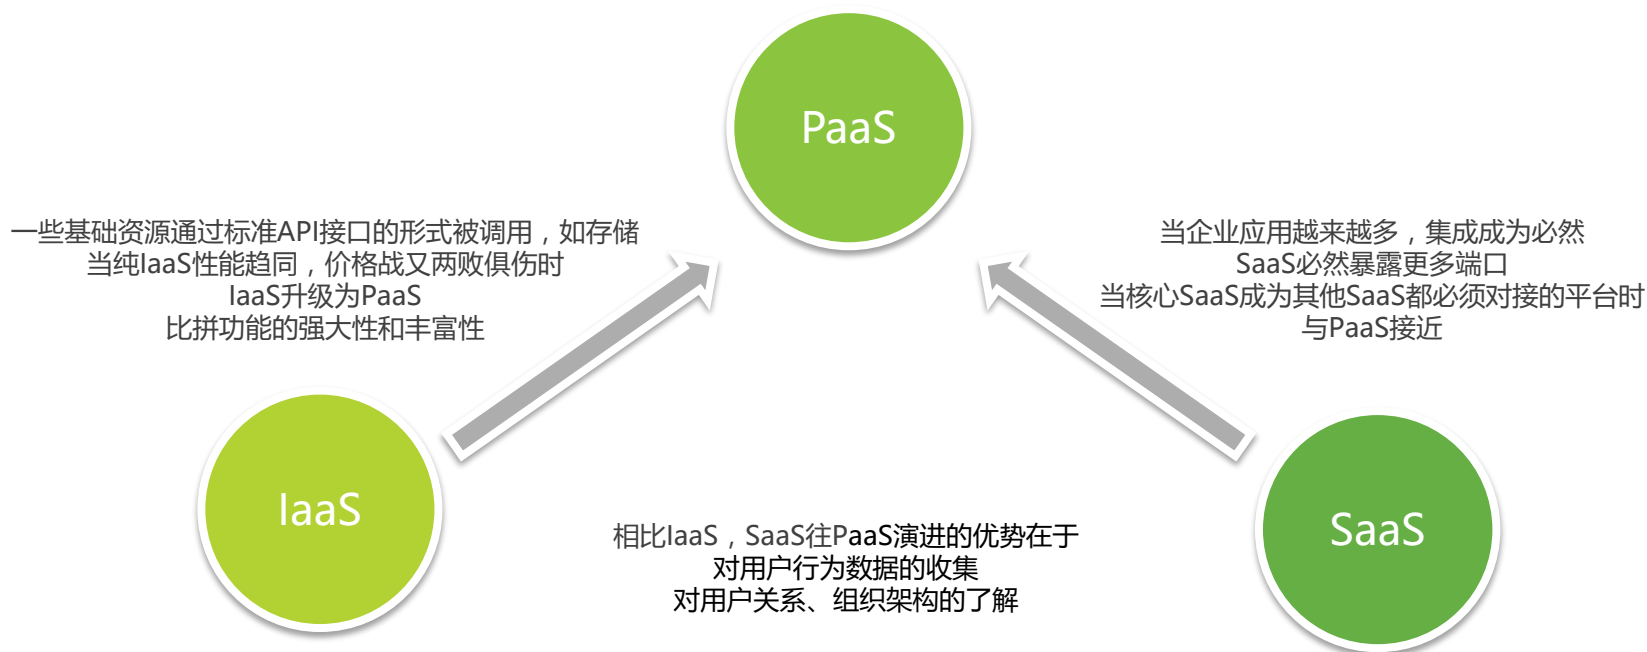 PaaS
一些基础资源通过标准API接口的形式被调用，如存储
当纯IaaS性能趋同，价格战又两败俱伤时
IaaS升级为PaaS
比拼功能的强大性和丰富性
当企业应用越来越多，集成成为必然
SaaS必然暴露更多端口
当核心SaaS成为其他SaaS都必须对接的平台时
与PaaS接近
IaaS
SaaS
相比IaaS，SaaS往PaaS演进的优势在于
对用户行为数据的收集
对用户关系、组织架构的了解